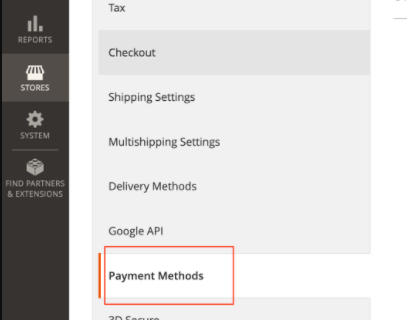 Tax
REPORTS
Checkout
STORES
Shipping Settings
SYSTEM
Multishipping Settings
FIND PARTNERS
& EXTENSIONS
Delivery Methods
Google API
Payment Methods
3D Secure